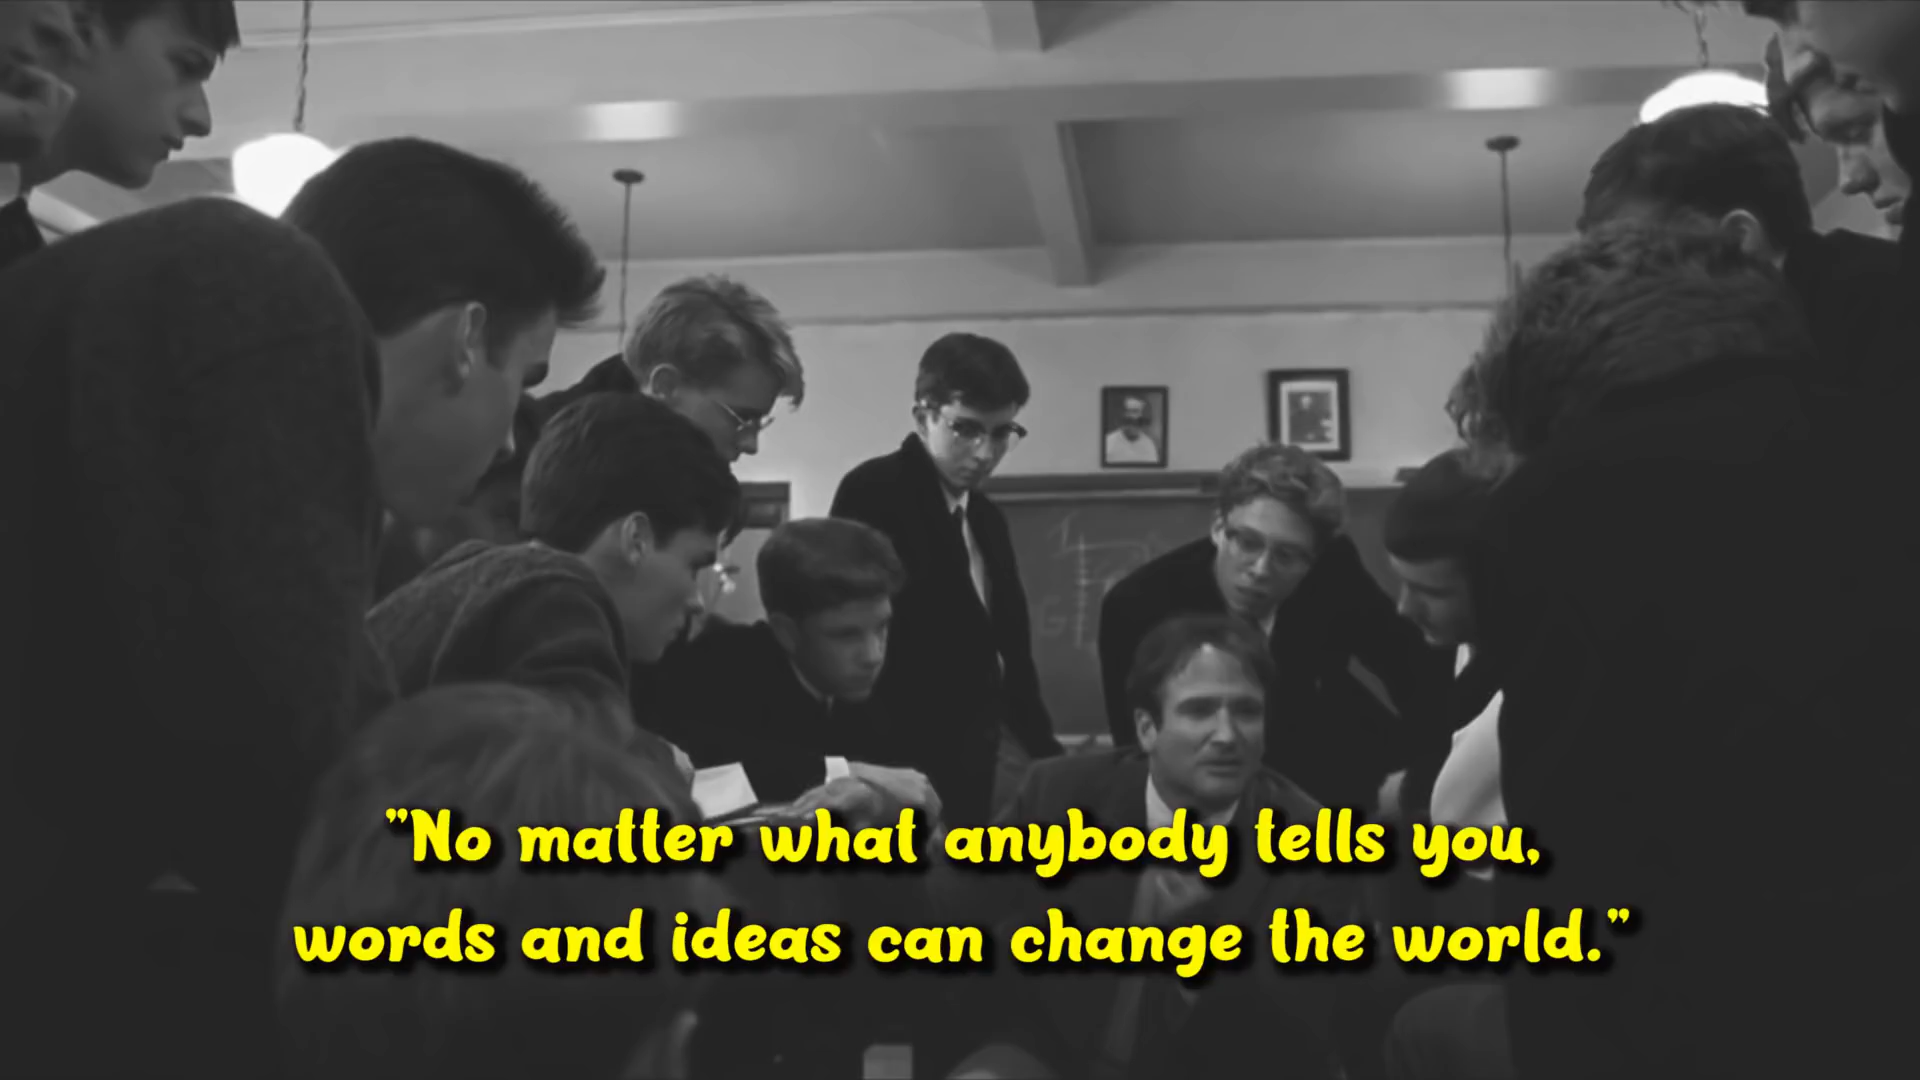 "No matter what anybody tells you,
words and ideas can change the world."